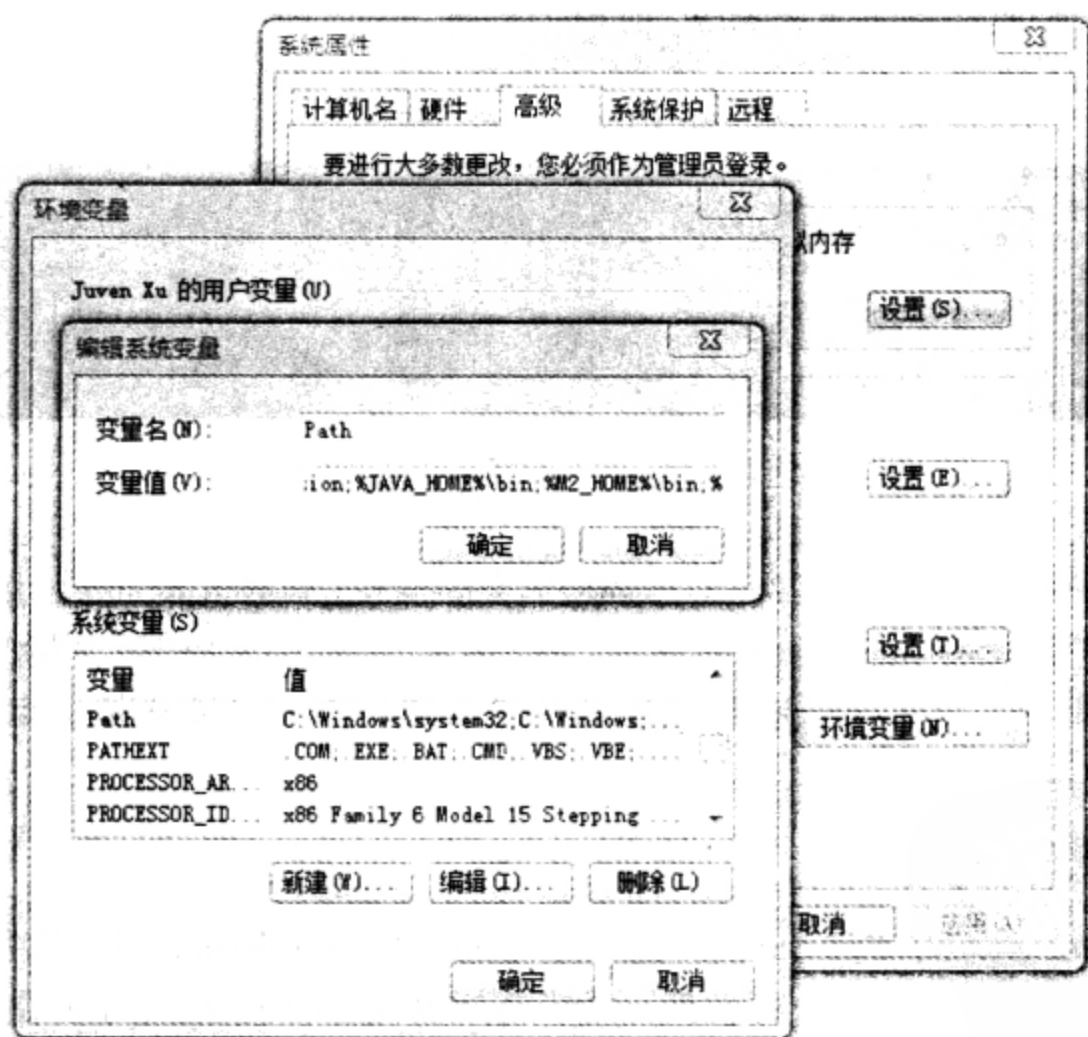 系统属性
计算机名 硬件 高级 系统保护 远程
要进行大多数更改，您必须作为管理员登录。
内存
设置(S)...
设置(E)...
设置(T)...
环境变量(N)...
取消
环境变量
Juven Xu 的用户变量(U)
编辑系统变量
变量名(N): Path
变量值(V): ;%JAVA_HOME%\bin;%M2_HOME%\bin;%
确定 取消
系统变量(S)
变量 值
Path C:\Windows\system32;C:\Windows;...
PATHEXT .COM;.EXE;.BAT;.CMD;.VBS;.VBE;....
PROCESSOR_AR... x86
PROCESSOR_ID... x86 Family 6 Model 15 Stepping ...
新建(W)... 编辑(I)... 删除(L)
确定 取消